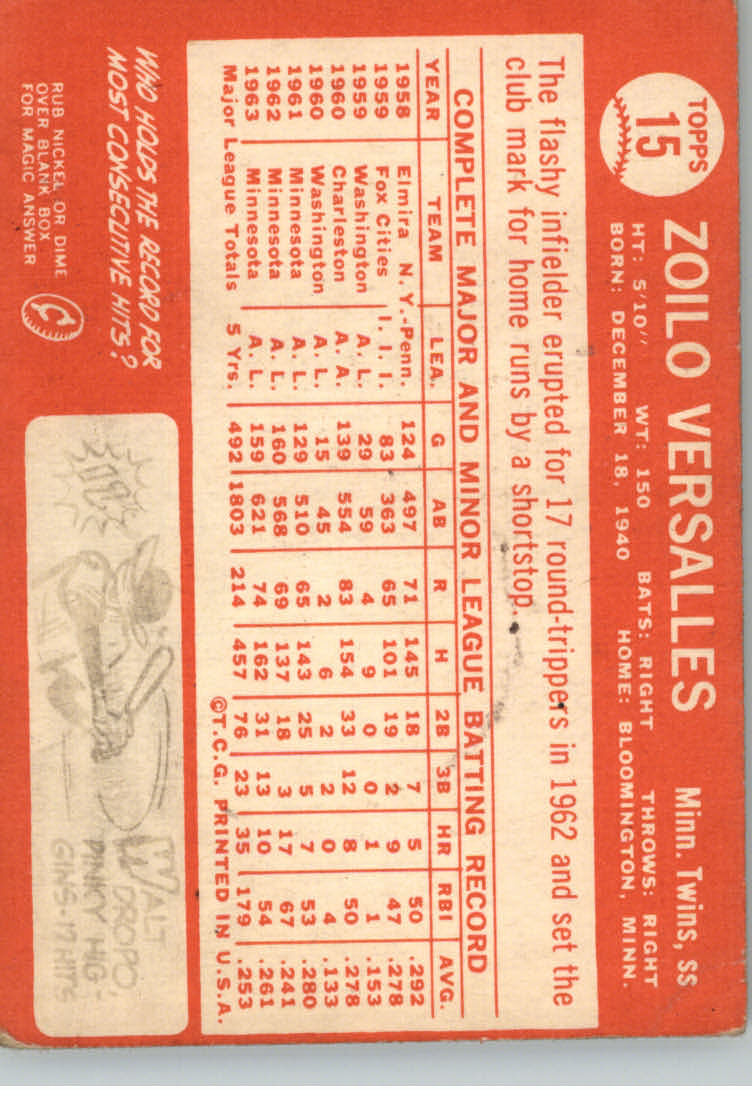 TOPPS
15
ZOILO VERSALLES Minn. Twins, SS
HT: 5'10" WT: 150 BATS: RIGHT THROWS: RIGHT
BORN: DECEMBER 18, 1940 HOME: BLOOMINGTON, MINN.
The flashy infielder erupted for 17 round-trippers in 1962 and set the
club mark for home runs by a shortstop.
COMPLETE MAJOR AND MINOR LEAGUE BATTING RECORD
YEAR TEAM LEA. G AB R H 2B 3B HR RBI AVG.
1958 Elmira N. Y.-Penn. 124 497 71 145 18 7 5 50 .292
1959 Fox Cities I. I. I. 83 363 65 101 19 2 9 47 .278
1959 Washington A. L. 29 59 4 9 0 0 1 1 .153
1960 Charleston A. A. 139 554 83 154 33 12 8 50 .278
1960 Washington A. L. 15 45 2 6 2 2 0 4 .133
1961 Minnesota A. L. 129 510 65 143 25 5 7 53 .280
1962 Minnesota A. L. 160 568 69 137 18 3 17 67 .241
1963 Minnesota A. L. 159 621 74 162 31 13 10 54 .261
Major League Totals 5 Yrs. 492 1803 214 457 76 23 35 179 .253
©T.C.G. PRINTED IN U.S.A.
WHO HOLDS THE RECORD FOR
MOST CONSECUTIVE HITS?
RUB NICKEL OR DIME
OVER BLANK BOX
FOR MAGIC ANSWER
C
WALT
DROPO,
PINKY HIG-
GINS-12 HITS